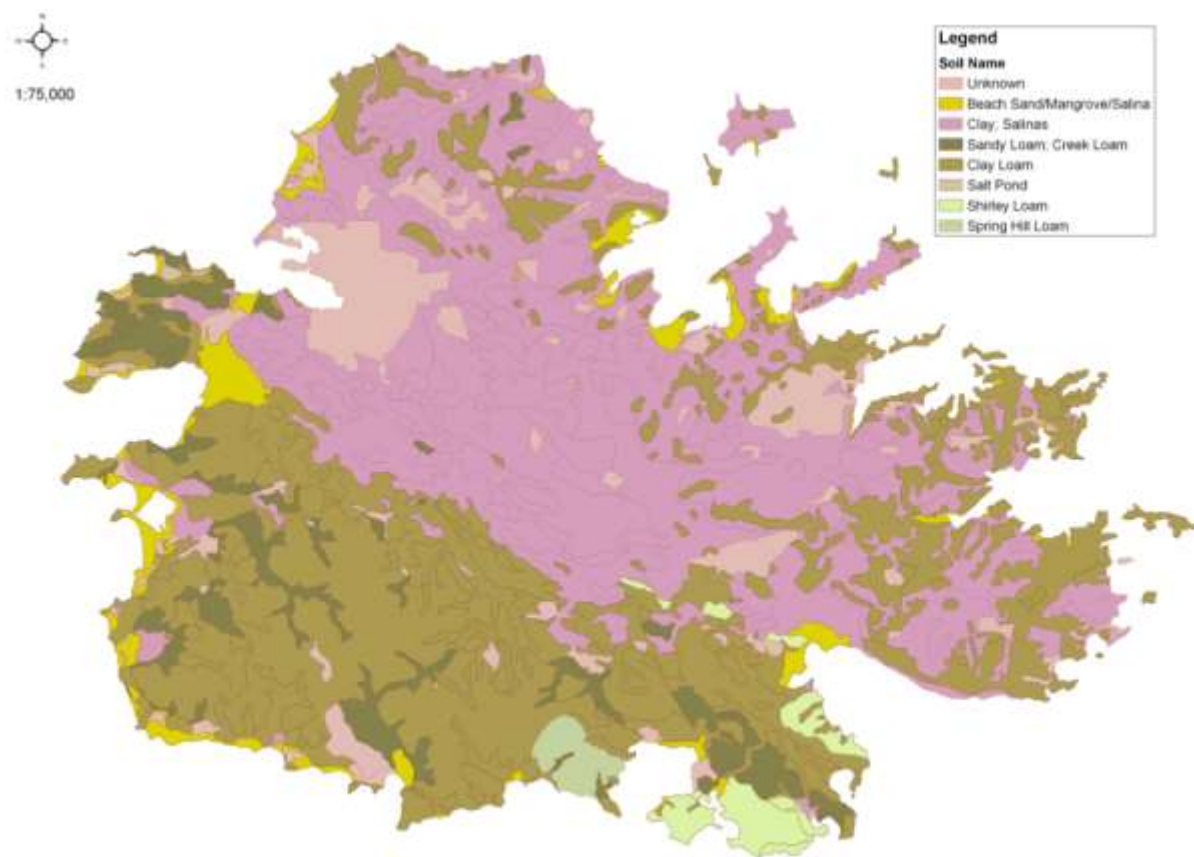 1:75,000
Legend
Soil Name
Unknown
Beach Sand/Mangrove/Salina
Clay; Salinas
Sandy Loam; Creek Loam
Clay Loam
Salt Pond
Shirley Loam
Spring Hill Loam